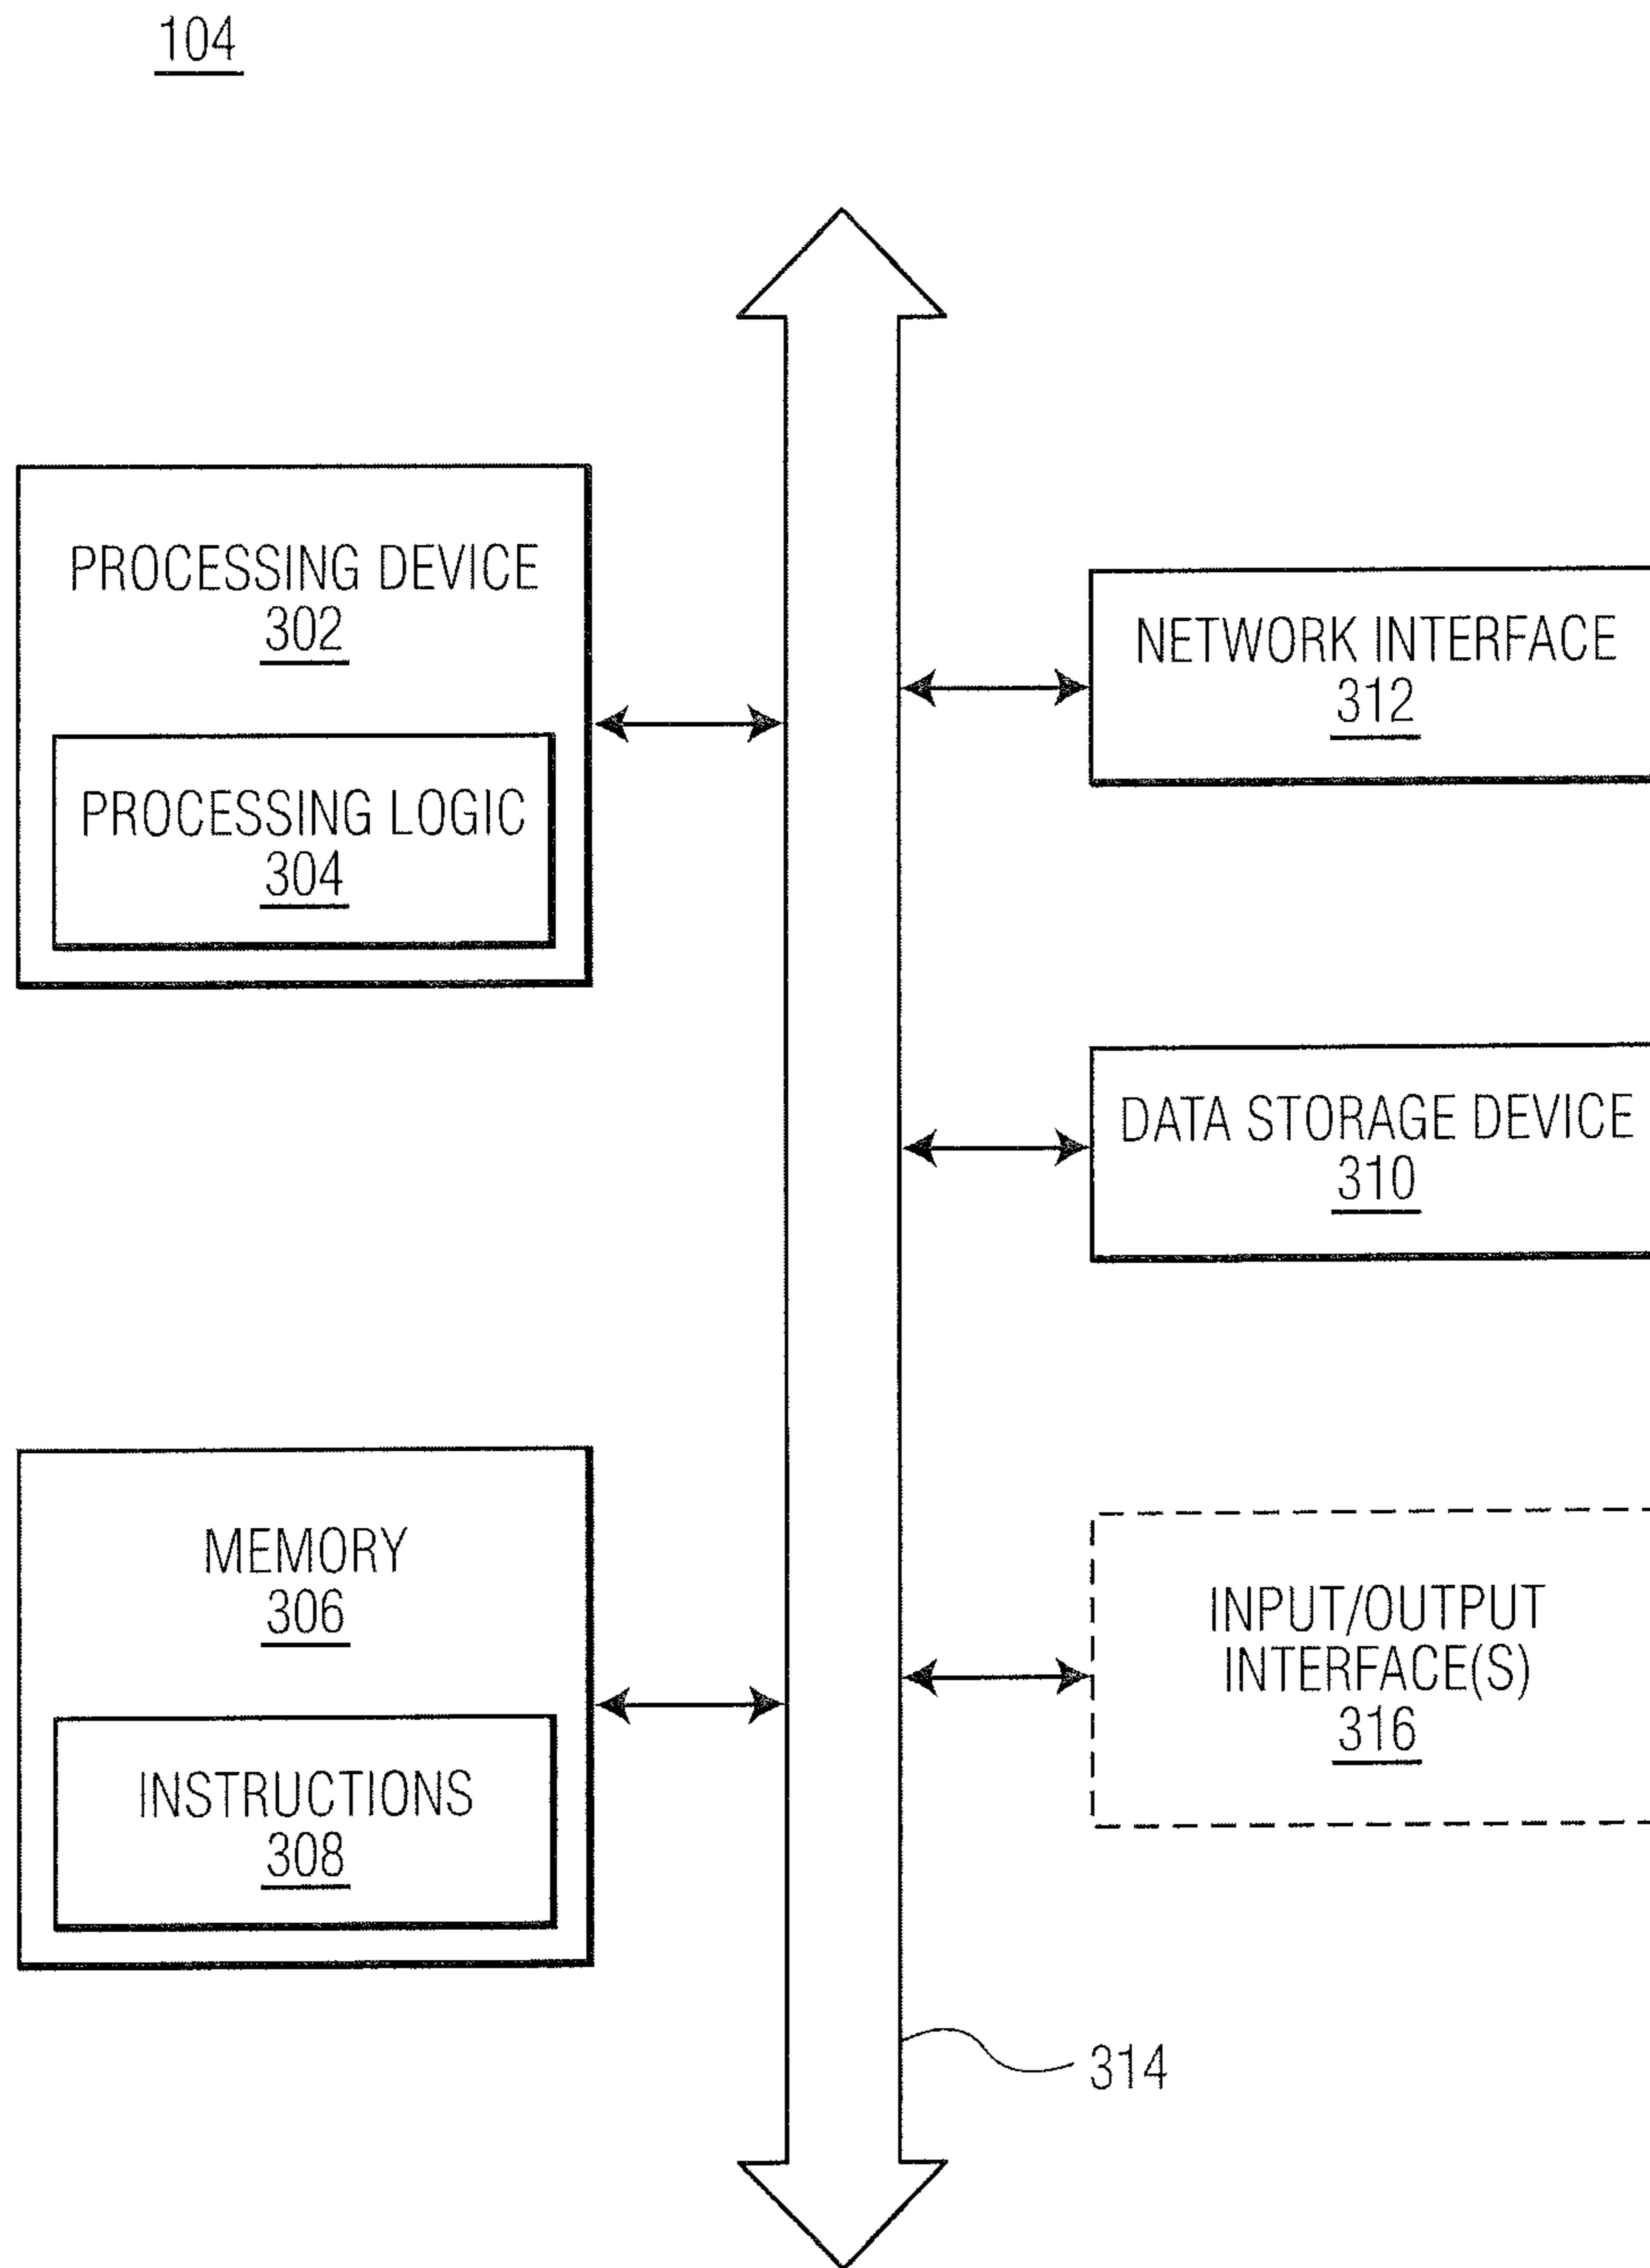 104
PROCESSING DEVICE
302
PROCESSING LOGIC
304
NETWORK INTERFACE
312
DATA STORAGE DEVICE
310
MEMORY
306
INSTRUCTIONS
308
INPUT/OUTPUT
INTERFACE(S)
316
314